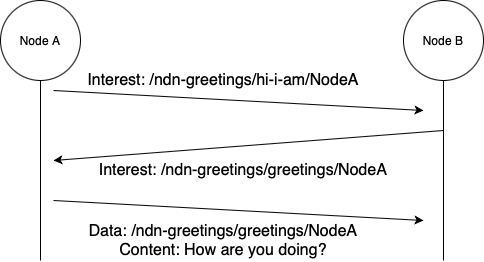 Node A
Node B
Interest: /ndn-greetings/hi-i-am/NodeA
Interest: /ndn-greetings/greetings/NodeA
Data: /ndn-greetings/greetings/NodeA
Content: How are you doing?